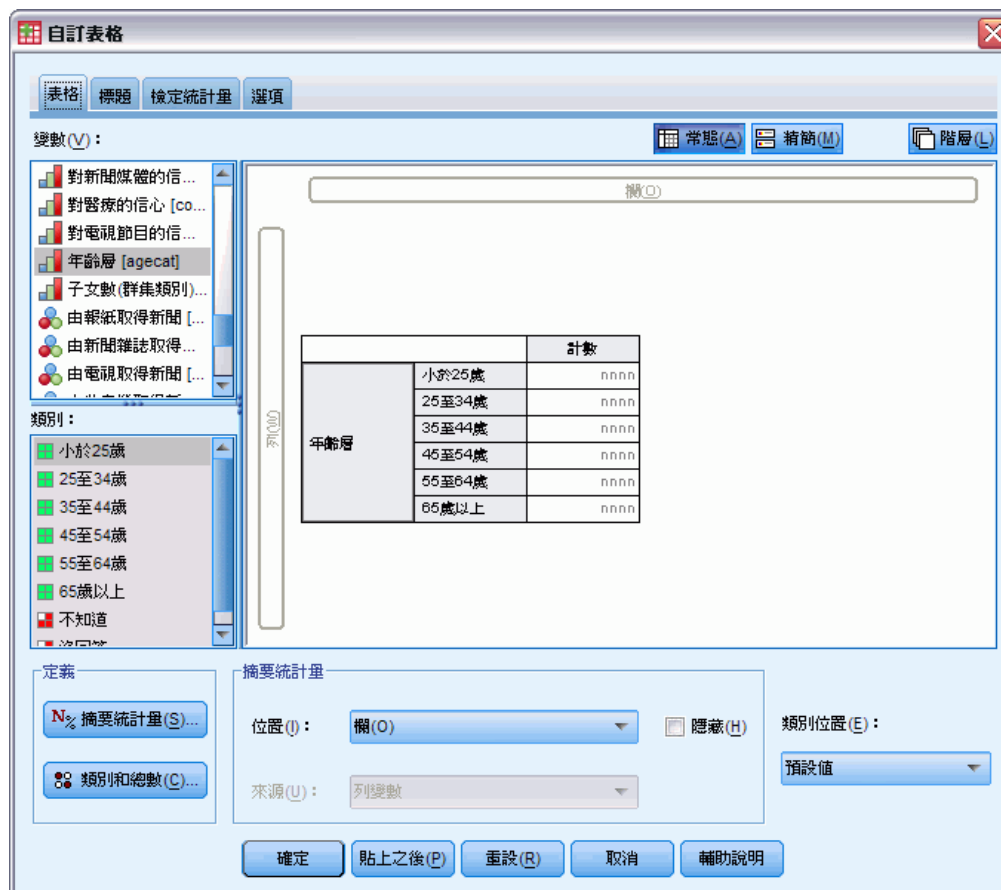 自訂表格
表格 標題 檢定統計量 選項
變數(V)：
常態(A) 精簡(M) 階層(L)
對新聞媒體的信...
對醫療的信心 [co...
對電視節目的信...
年齡層 [agecat]
子女數(群集類別)...
由報紙取得新聞 [...
由新聞雜誌取得...
由電視取得新聞 [...
類別：
小於25歲
25至34歲
35至44歲
45至54歲
55至64歲
65歲以上
不知道
欄(O)
列(W)
計數
年齡層
小於25歲 nnnn
25至34歲 nnnn
35至44歲 nnnn
45至54歲 nnnn
55至64歲 nnnn
65歲以上 nnnn
定義
N% 摘要統計量(S)...
類別和總數(C)...
摘要統計量
位置(I)： 欄(O) 隱藏(H)
來源(U)： 列變數
類別位置(E)：
預設值
確定 貼上之後(P) 重設(R) 取消 輔助說明